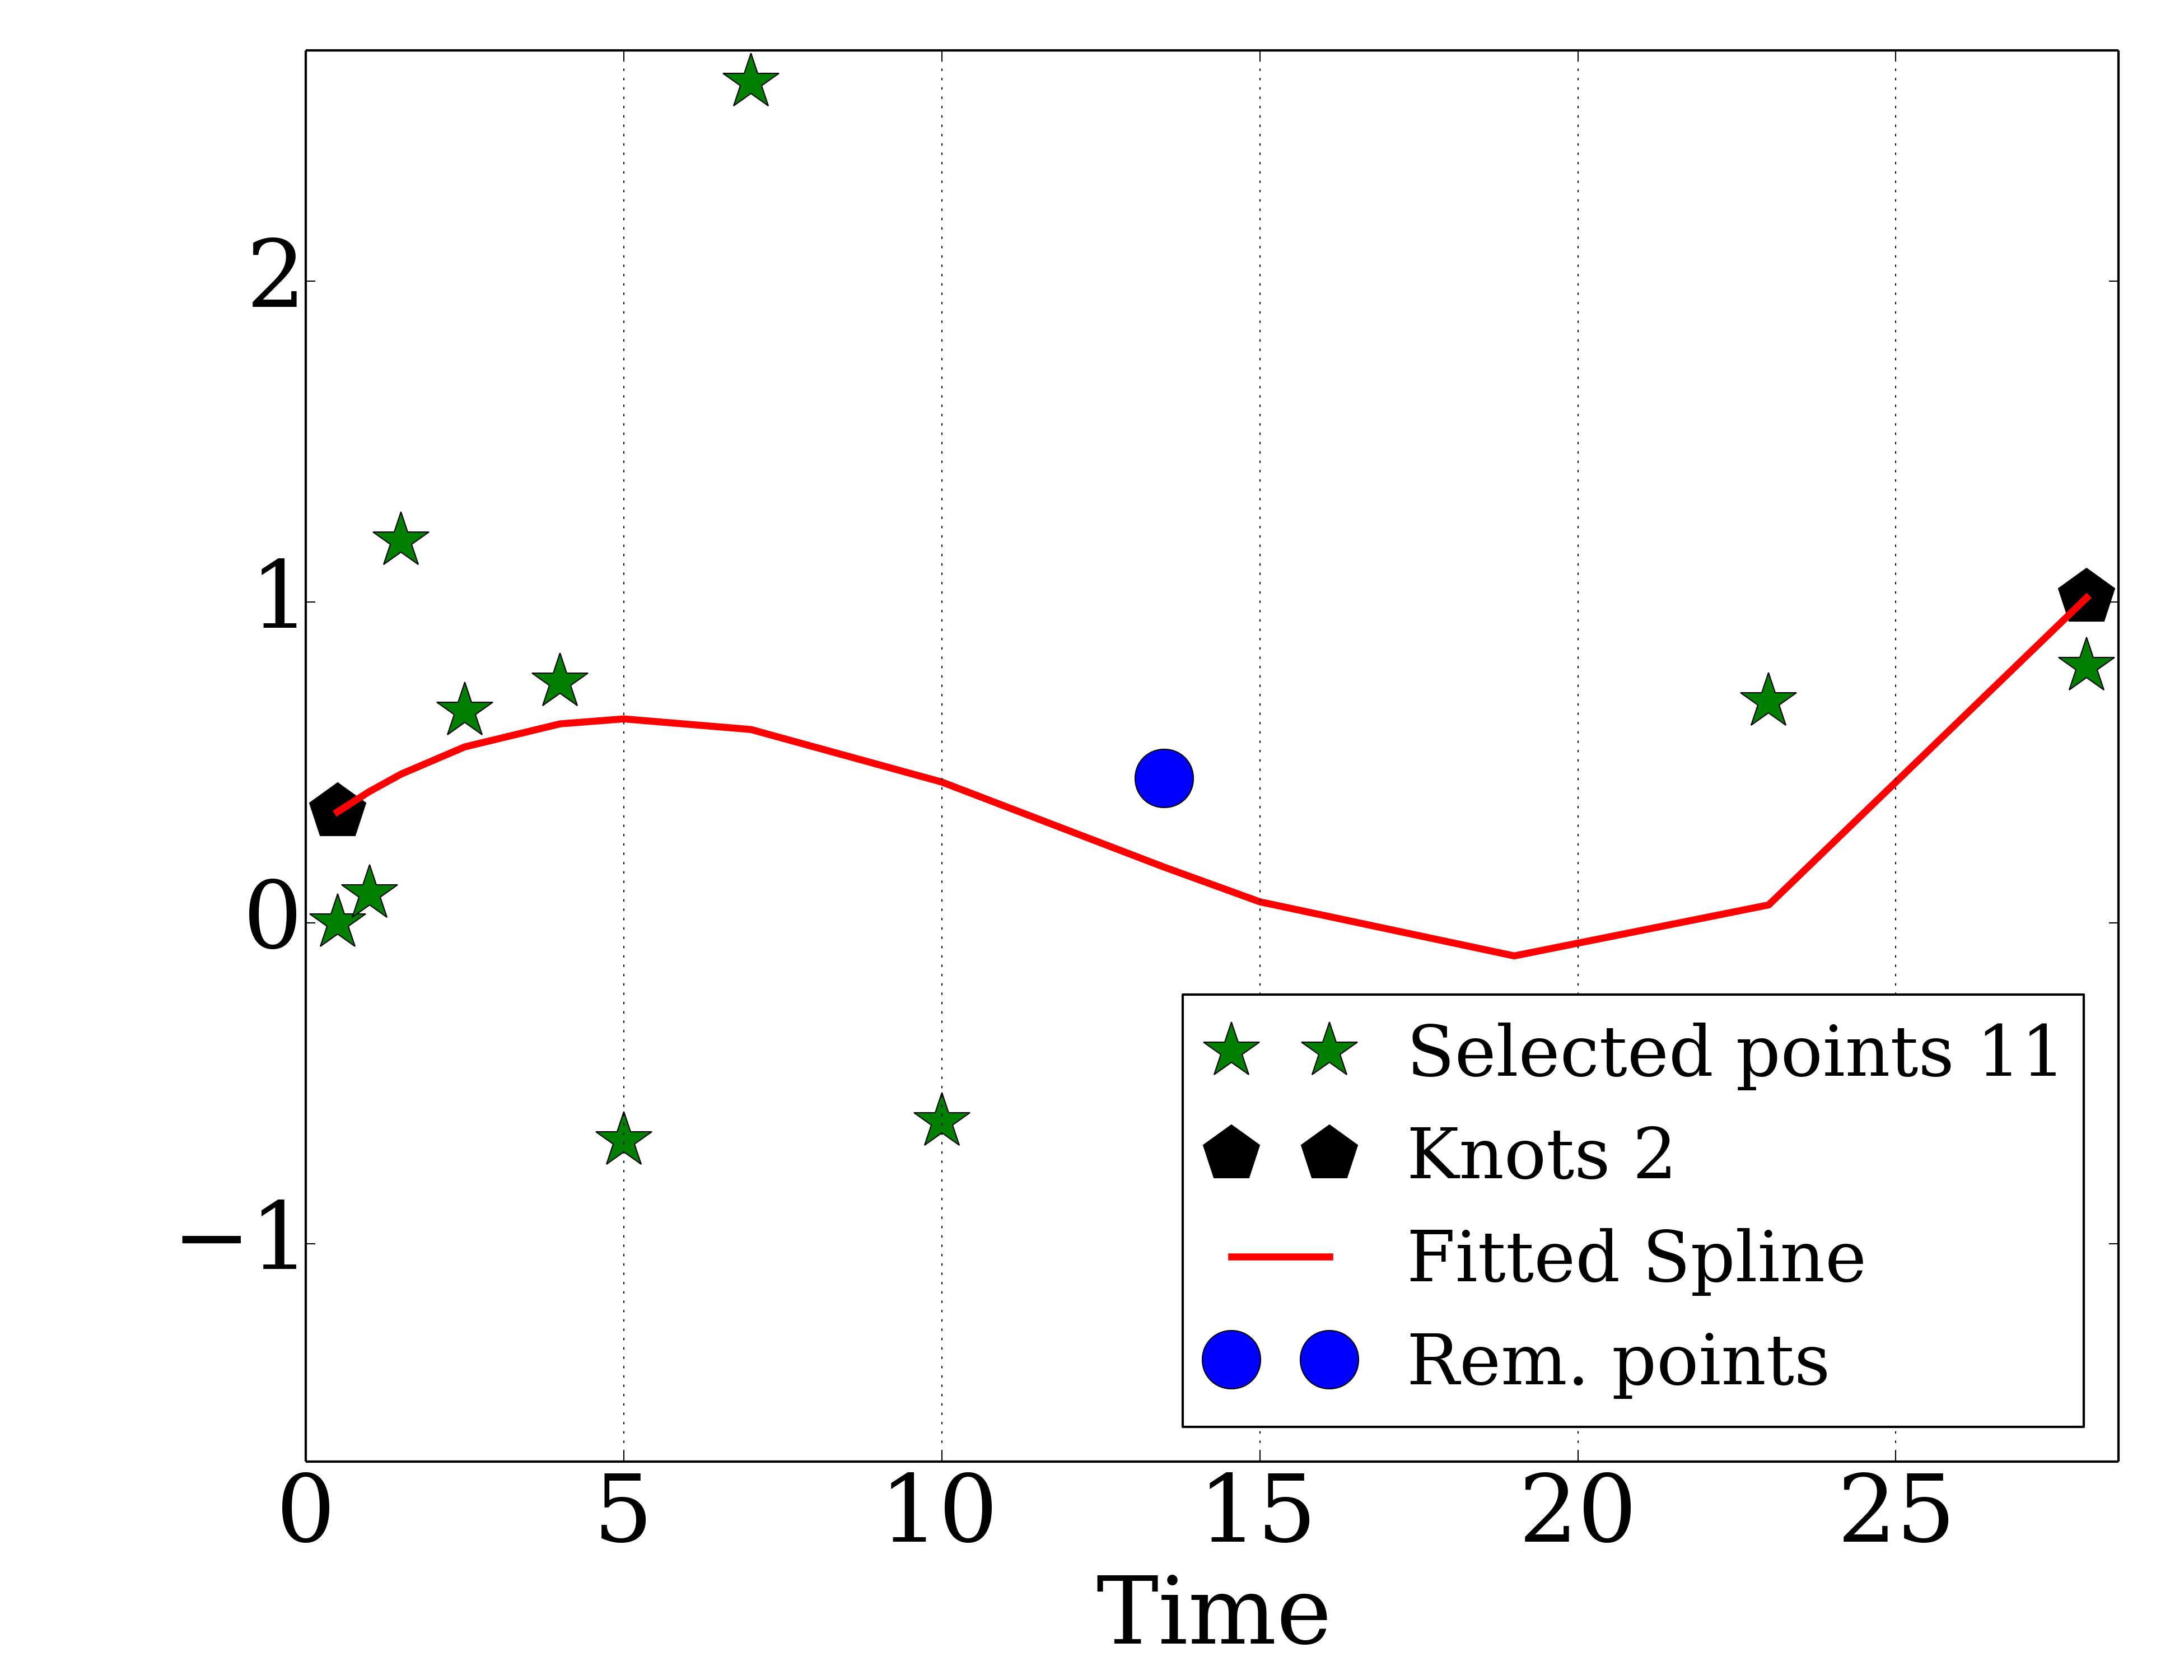 2
1
0
−1
0 5 10 15 20 25
Time
Selected points 11
Knots 2
Fitted Spline
Rem. points